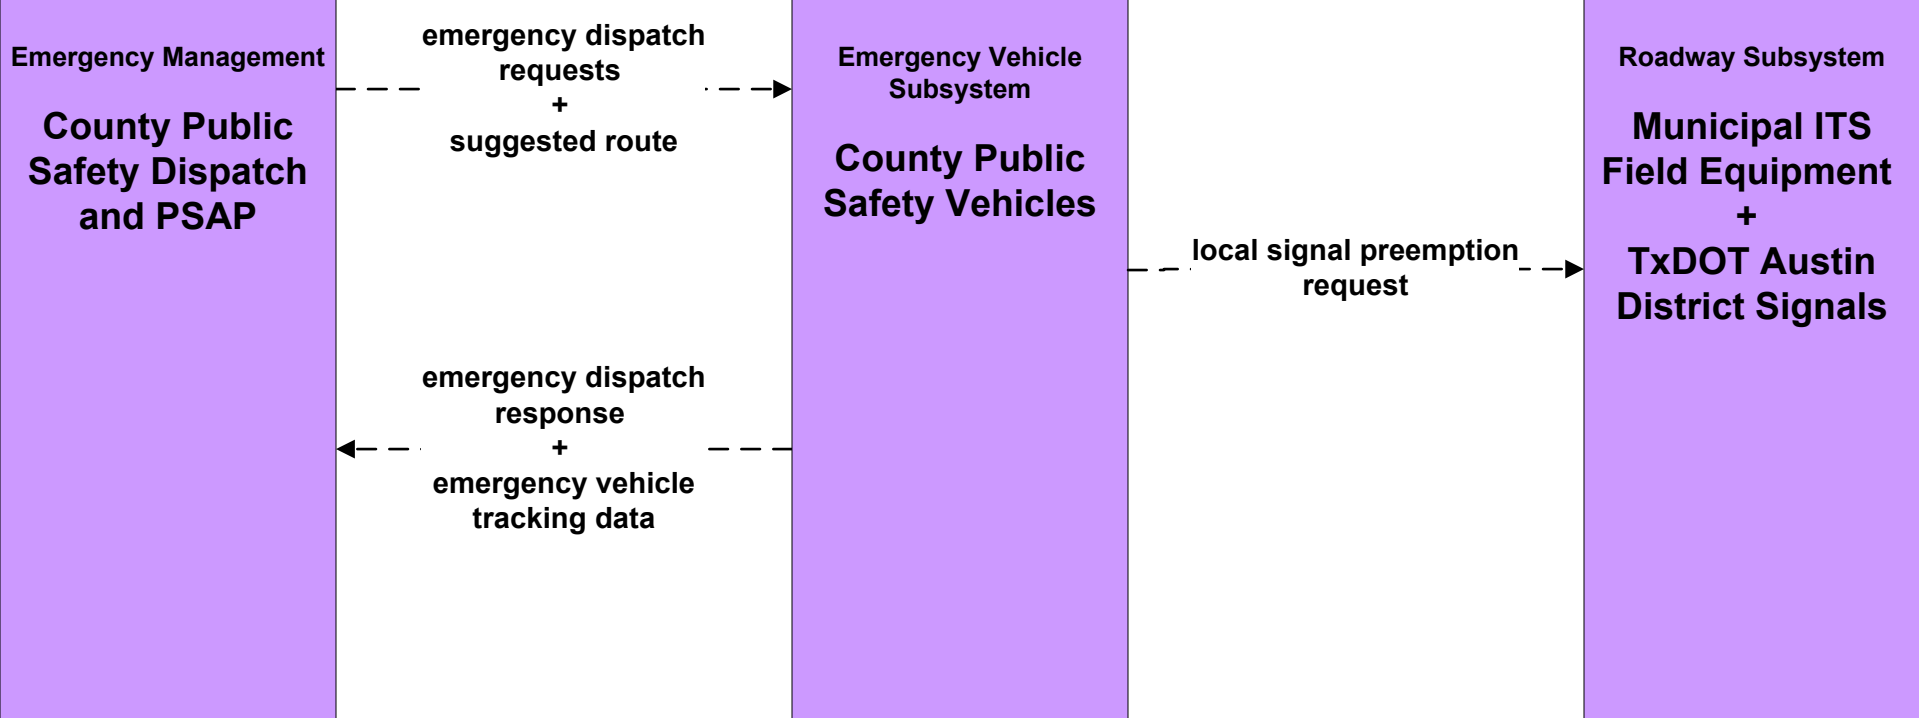 Emergency Management
County Public
Safety Dispatch
and PSAP
emergency dispatch
requests
+
suggested route
emergency dispatch
response
+
emergency vehicle
tracking data
Emergency Vehicle
Subsystem
County Public
Safety Vehicles
local signal preemption
request
Roadway Subsystem
Municipal ITS
Field Equipment
+
TxDOT Austin
District Signals